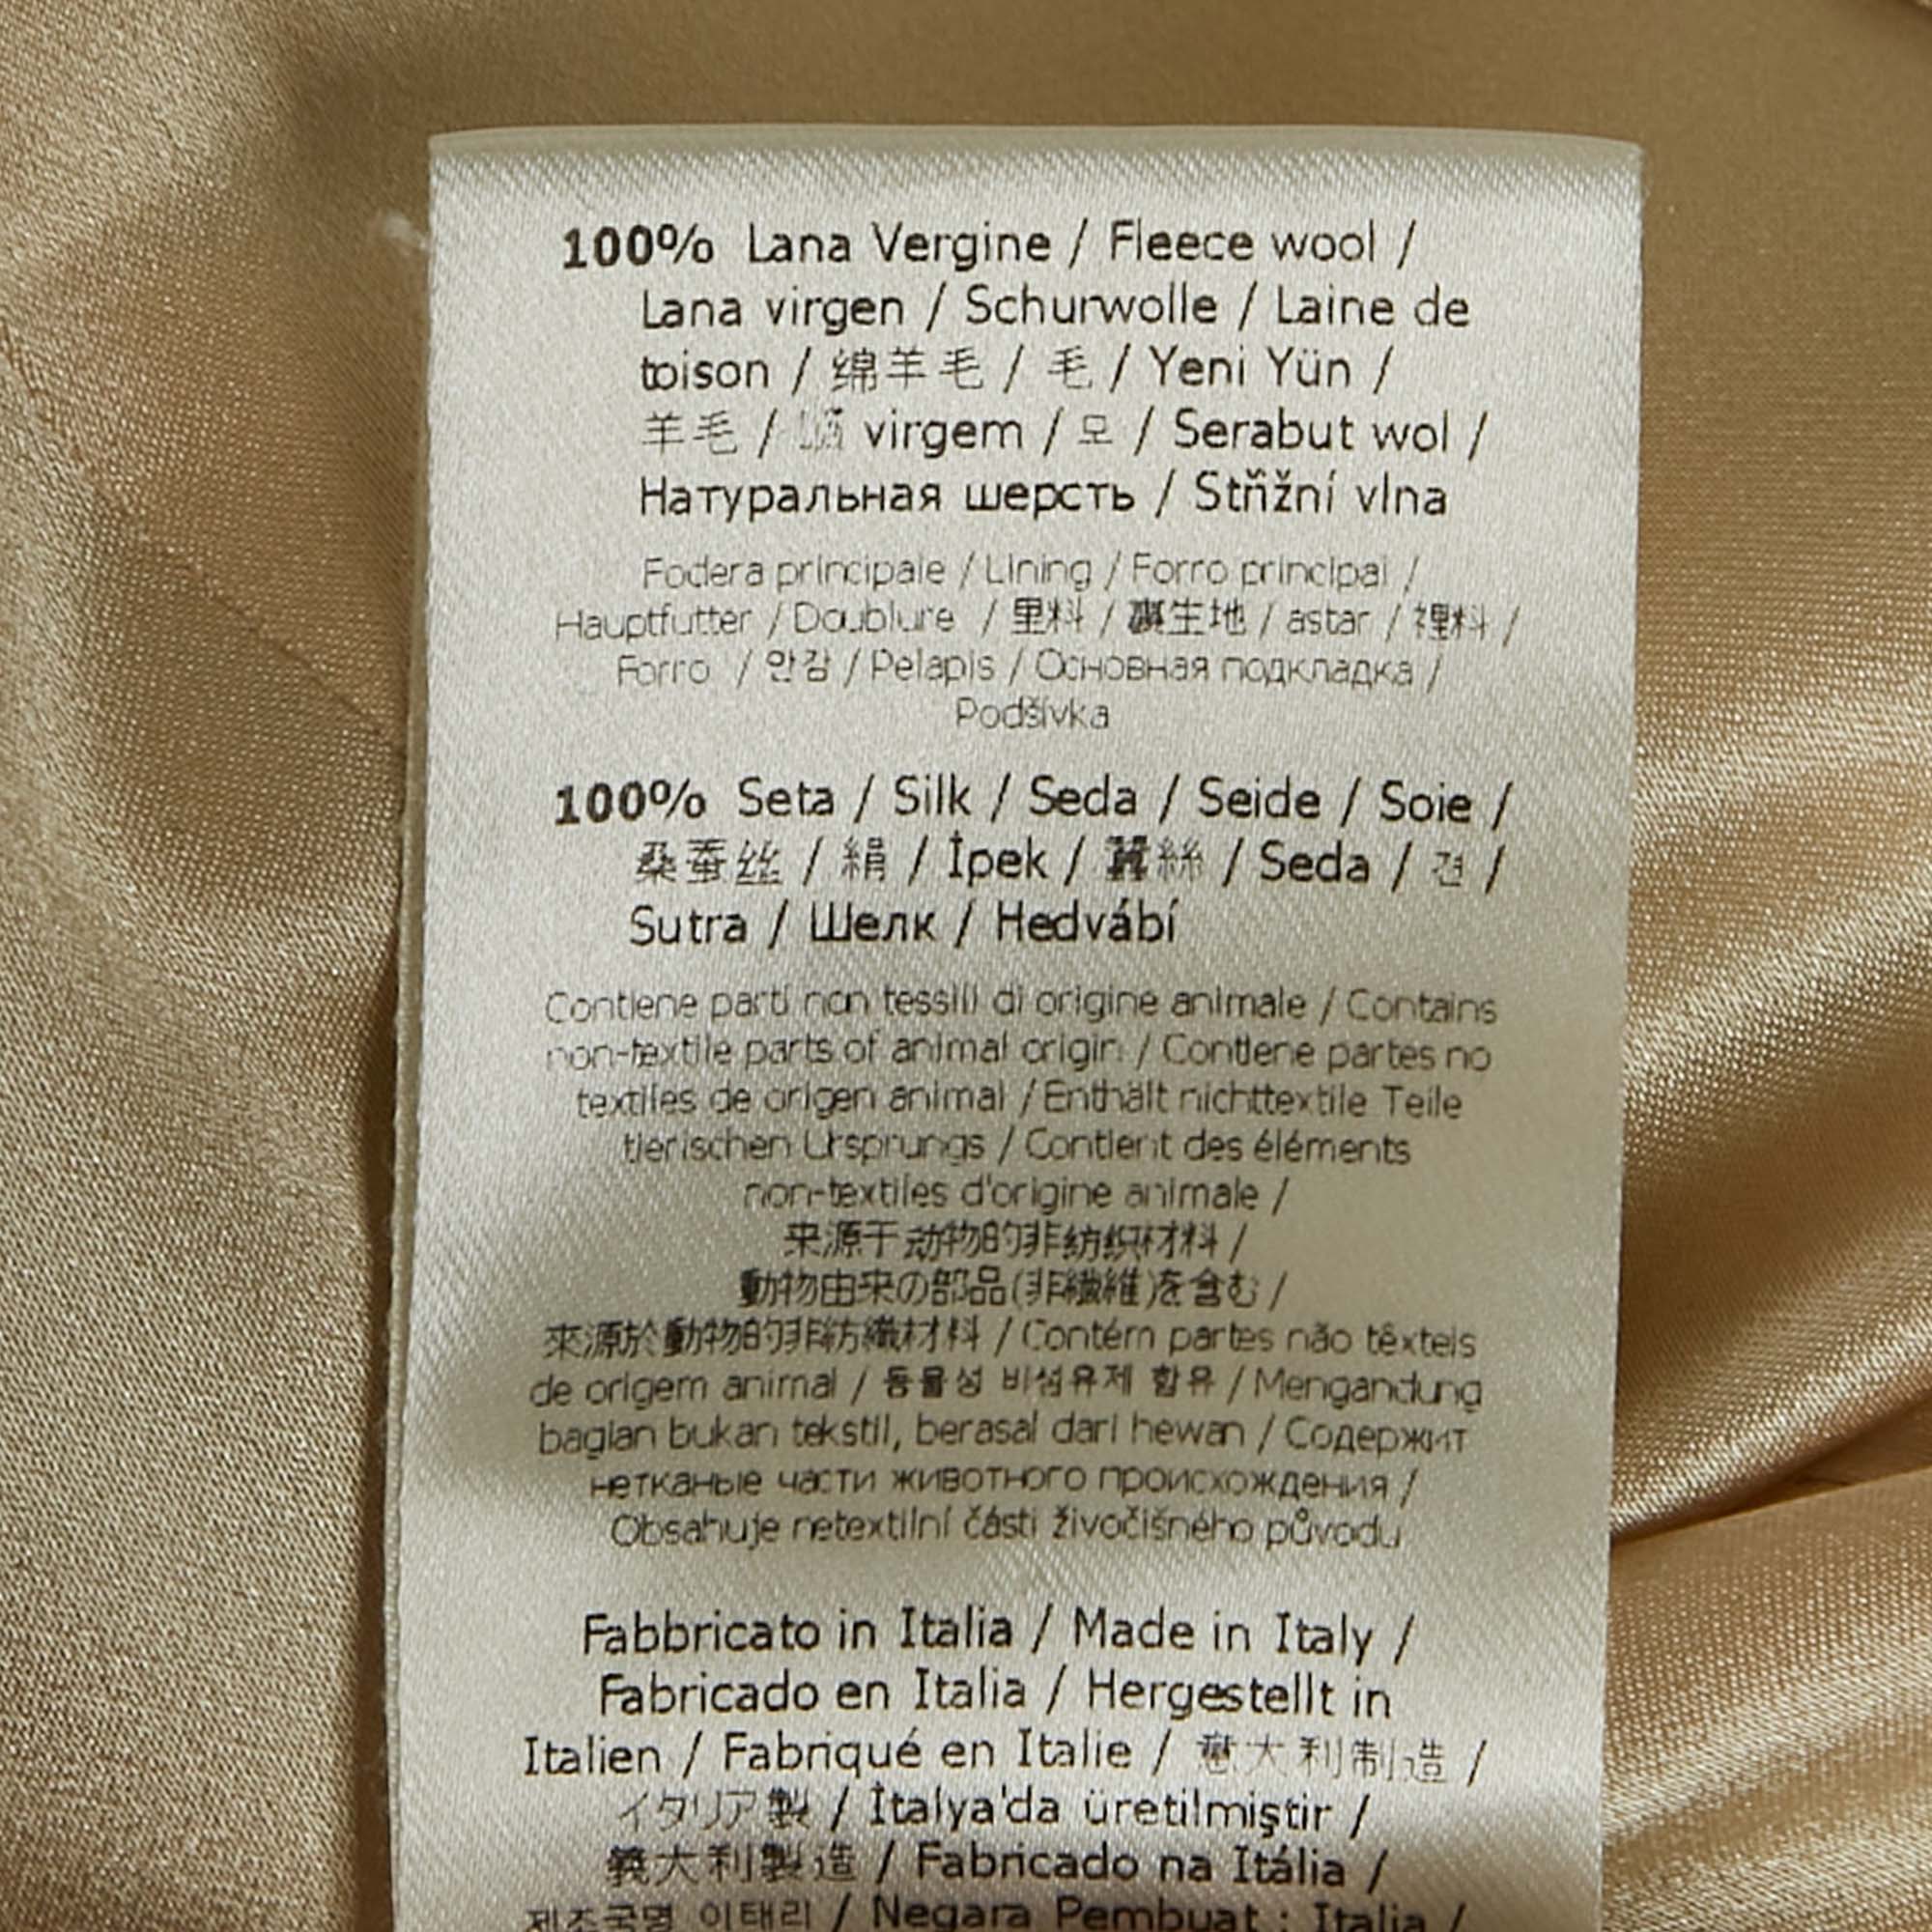 100% Lana Vergine / Fleece wool /
Lana virgen / Schurwolle / Laine de
toison / 绵羊毛 / 毛 / Yeni Yün /
羊毛 / virgem / 모 / Serabut wol /
Натуральная шерсть / Střižní vlna
Fodera principale / Lining / Forro principal /
Hauptfutter / Doublure / 里料 / 裏生地 / astar / 裡料 /
Forro / 안감 / Pelapis / Основная подкладка /
Podšívka
100% Seta / Silk / Seda / Seide / Soie /
桑蚕丝 / 絹 / İpek / 蠶絲 / Seda / 견 /
Sutra / Шелк / Hedvábí
Contiene parti non tessili di origine animale / Contains
non-textile parts of animal origin / Contiene partes no
textiles de origen animal / Enthält nichttextile Teile
tierischen Ursprungs / Contient des éléments
non-textiles d'origine animale /
来源于动物的非纺织材料 /
動物由来の部品(非繊維)を含む /
來源於動物的非紡織材料 / Contém partes não têxteis
de origem animal / 동물성 비섬유제 함유 / Mengandung
bagian bukan tekstil, berasal dari hewan / Содержит
нетканые части животного происхождения /
Obsahuje netextilní části živočišného původu
Fabbricato in Italia / Made in Italy /
Fabricado en Italia / Hergestellt in
Italien / Fabriqué en Italie / 意大利制造 /
イタリア製 / İtalya'da üretilmiştir /
義大利製造 / Fabricado na Itália /
제조국명 이태리 / Negara Pembuat : Italia /